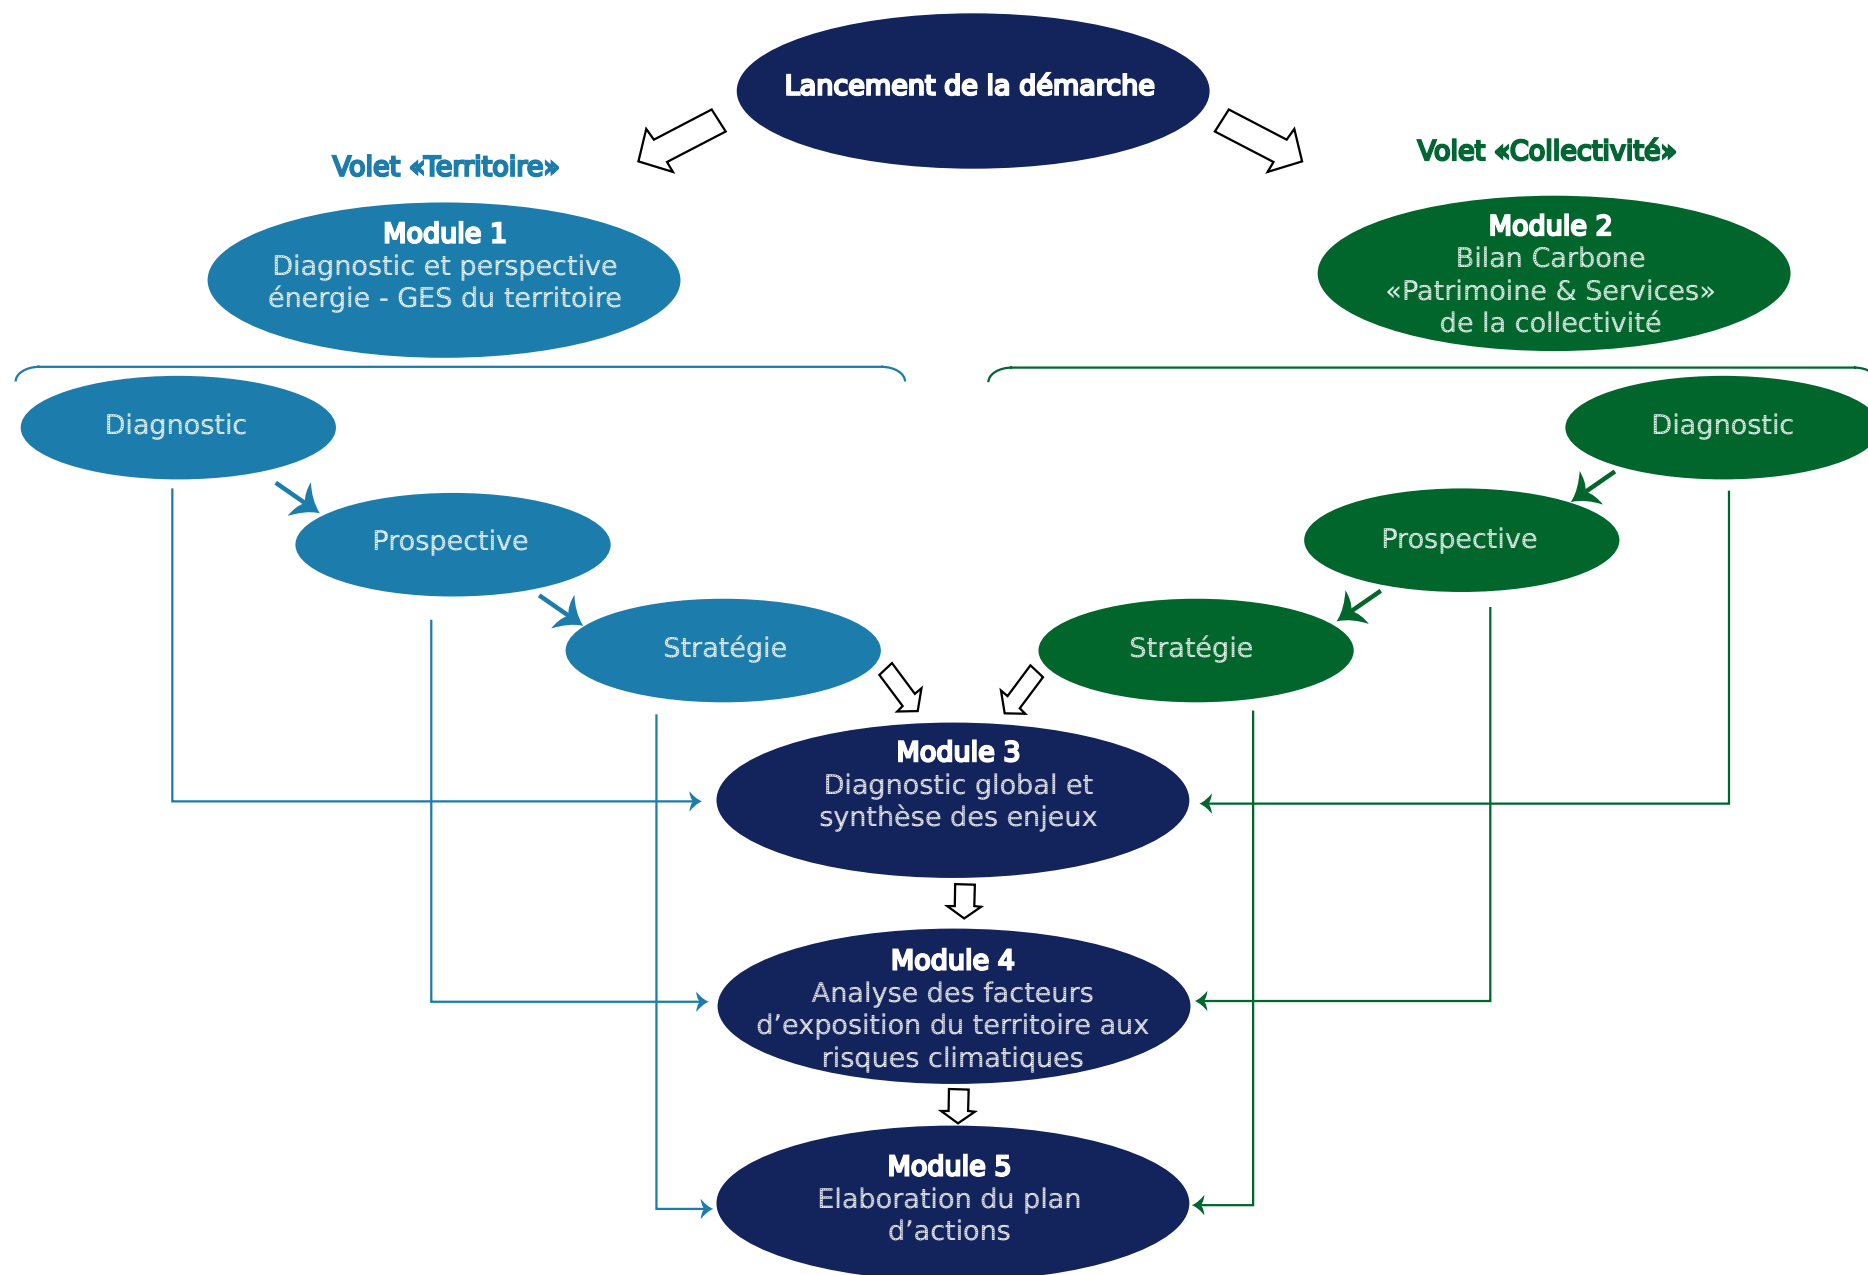 Lancement de la démarche
Volet «Territoire»
Volet «Collectivité»
Module 1
Diagnostic et perspective
énergie - GES du territoire
Module 2
Bilan Carbone
«Patrimoine & Services»
de la collectivité
Diagnostic
Diagnostic
Prospective
Prospective
Stratégie
Stratégie
Module 3
Diagnostic global et
synthèse des enjeux
Module 4
Analyse des facteurs
d’exposition du territoire aux
risques climatiques
Module 5
Elaboration du plan
d’actions